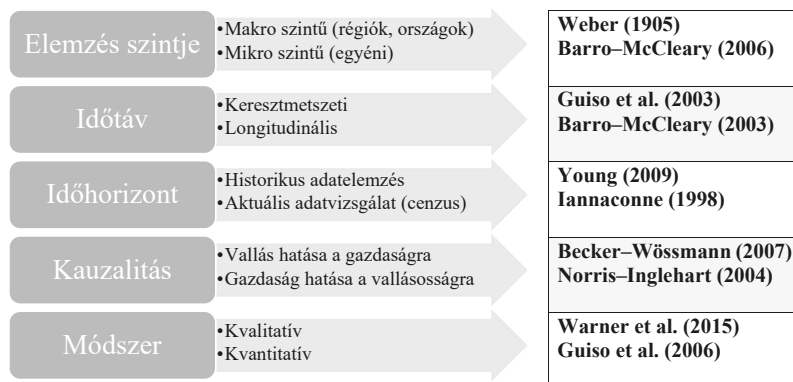 Elemzés szintje
•Makro szintű (régiók, országok)
•Mikro szintű (egyéni)
Weber (1905)
Barro–McCleary (2006)
Időtáv
•Keresztmetszeti
•Longitudinális
Guiso et al. (2003)
Barro–McCleary (2003)
Időhorizont
•Historikus adatelemzés
•Aktuális adatvizsgálat (cenzus)
Young (2009)
Iannaconne (1998)
Kauzalitás
•Vallás hatása a gazdaságra
•Gazdaság hatása a vallásosságra
Becker–Wössmann (2007)
Norris–Inglehart (2004)
Módszer
•Kvalitatív
•Kvantitatív
Warner et al. (2015)
Guiso et al. (2006)